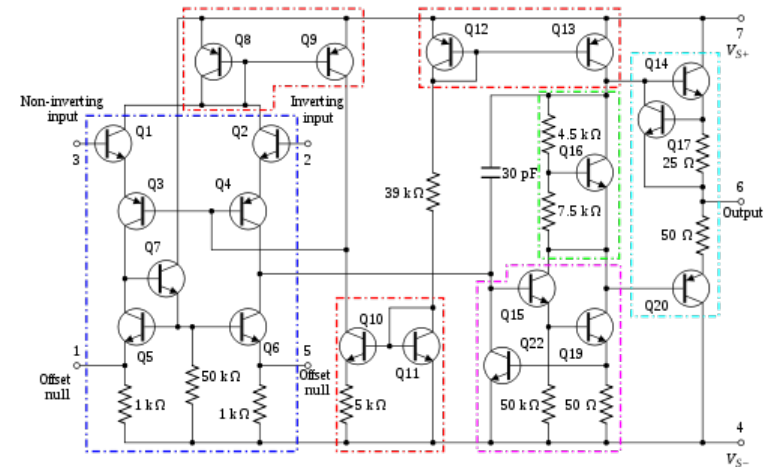 Q8
Q9
Q12
Q13
7
V_S+
Q14
Non-inverting
input
Inverting
input
Q1
Q2
3
2
4.5 kΩ
Q16
Q17
25 Ω
30 pF
Q3
Q4
39 kΩ
7.5 kΩ
6
Output
50 Ω
Q7
Q10
Q15
Q20
1
Q5
Q6
5
Q11
Q22
Q19
Offset
null
Offset
null
50 kΩ
1 kΩ
1 kΩ
5 kΩ
50 kΩ
50 Ω
4
V_S−